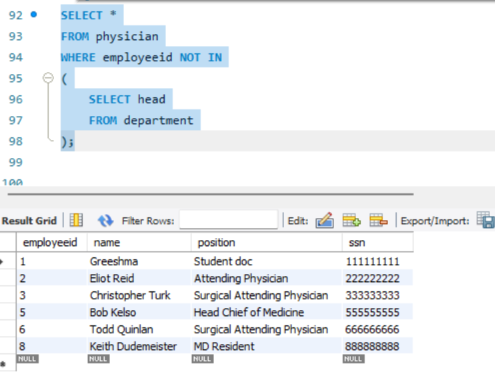 92 SELECT *
93 FROM physician
94 WHERE employeeid NOT IN
95 (
96 SELECT head
97 FROM department
98 );
99
100
Result Grid Filter Rows: Edit: Export/Import:
employeeid name position ssn
1 Greeshma Student doc 111111111
2 Eliot Reid Attending Physician 222222222
3 Christopher Turk Surgical Attending Physician 333333333
5 Bob Kelso Head Chief of Medicine 555555555
6 Todd Quinlan Surgical Attending Physician 666666666
8 Keith Dudemeister MD Resident 888888888
NULL NULL NULL NULL